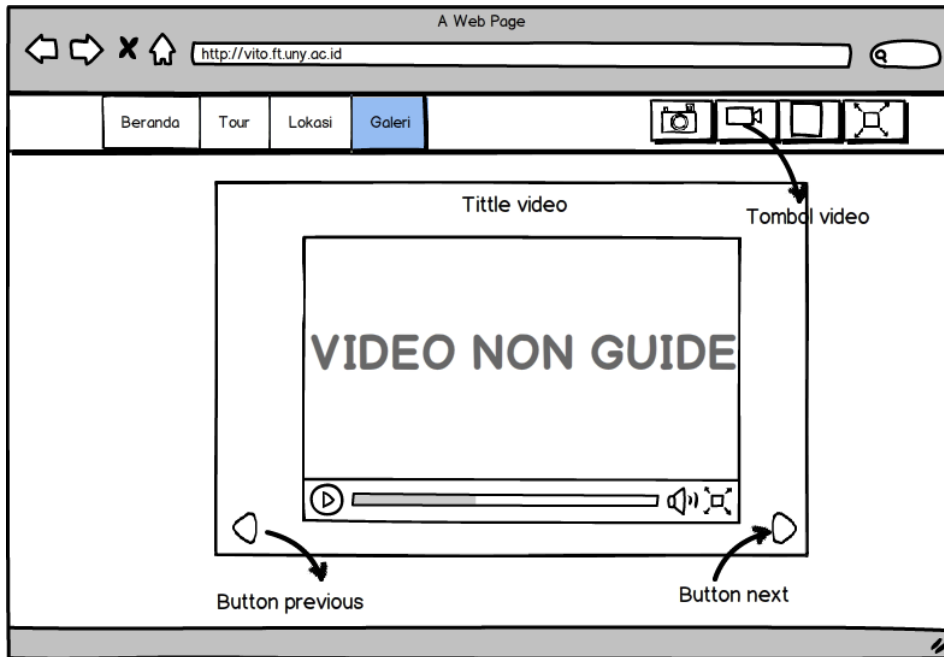 A Web Page
http://vito.ft.uny.ac.id
Beranda Tour Lokasi Galeri
Tittle video
Tombol video
VIDEO NON GUIDE
Button previous
Button next